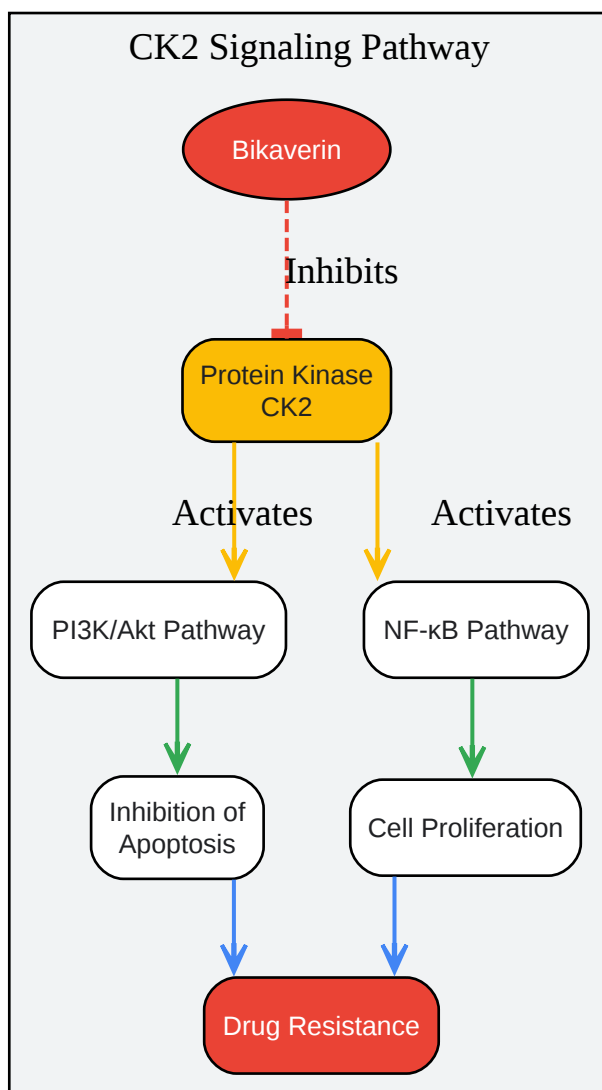 CK2 Signaling Pathway
Bikaverin
Inhibits
Protein Kinase
CK2
Activates
Activates
PI3K/Akt Pathway
NF-κB Pathway
Inhibition of
Apoptosis
Cell Proliferation
Drug Resistance